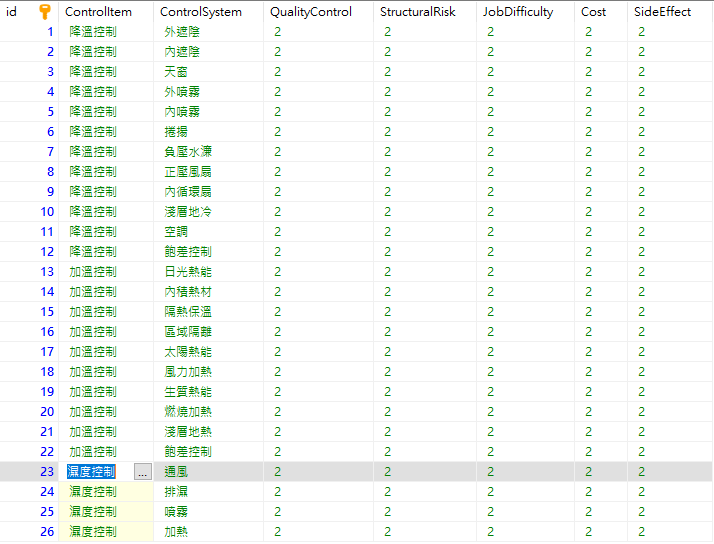 id ControlItem ControlSystem QualityControl StructuralRisk JobDifficulty Cost SideEffect
1 降溫控制 外遮陰 2 2 2 2 2
2 降溫控制 內遮陰 2 2 2 2 2
3 降溫控制 天窗 2 2 2 2 2
4 降溫控制 外噴霧 2 2 2 2 2
5 降溫控制 內噴霧 2 2 2 2 2
6 降溫控制 捲揚 2 2 2 2 2
7 降溫控制 負壓水濂 2 2 2 2 2
8 降溫控制 正壓風扇 2 2 2 2 2
9 降溫控制 內循環扇 2 2 2 2 2
10 降溫控制 淺層地冷 2 2 2 2 2
11 降溫控制 空調 2 2 2 2 2
12 降溫控制 飽差控制 2 2 2 2 2
13 加溫控制 日光熱能 2 2 2 2 2
14 加溫控制 內積熱材 2 2 2 2 2
15 加溫控制 隔熱保溫 2 2 2 2 2
16 加溫控制 區域隔離 2 2 2 2 2
17 加溫控制 太陽熱能 2 2 2 2 2
18 加溫控制 風力加熱 2 2 2 2 2
19 加溫控制 生質熱能 2 2 2 2 2
20 加溫控制 燃燒加熱 2 2 2 2 2
21 加溫控制 淺層地熱 2 2 2 2 2
22 加溫控制 飽差控制 2 2 2 2 2
23 濕度控制 ... 通風 2 2 2 2 2
24 濕度控制 排濕 2 2 2 2 2
25 濕度控制 噴霧 2 2 2 2 2
26 濕度控制 加熱 2 2 2 2 2